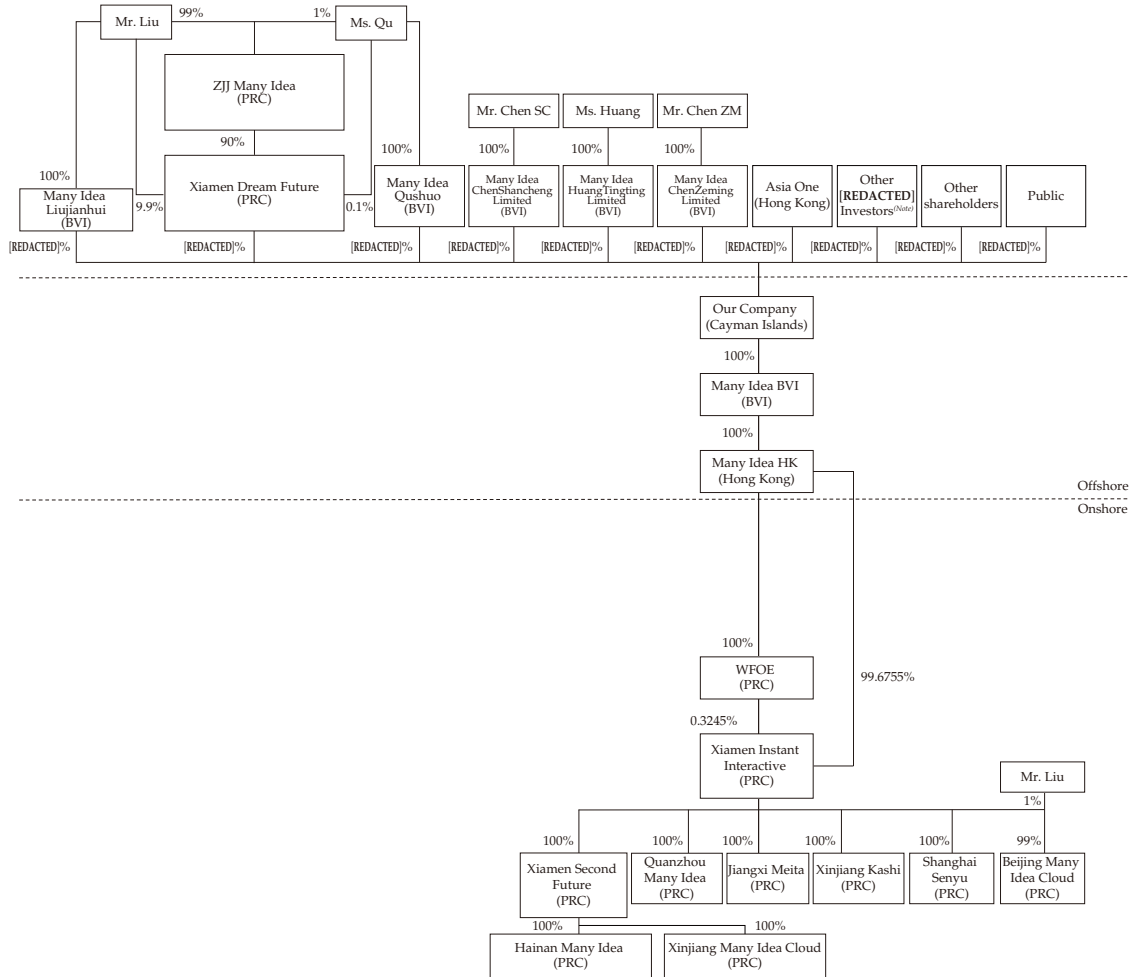 Mr. Liu
99%
1%
Ms. Qu
ZJJ Many Idea
(PRC)
Mr. Chen SC
Ms. Huang
Mr. Chen ZM
90%
100%
100%
100%
100%
100%
Many Idea
Liujianhui
(BVI)
9.9%
Xiamen Dream Future
(PRC)
0.1%
Many Idea
Qushuo
(BVI)
Many Idea
ChenShancheng
Limited
(BVI)
Many Idea
HuangTingting
Limited
(BVI)
Many Idea
ChenZeming
Limited
(BVI)
Asia One
(Hong Kong)
Other
[REDACTED]
Investors(Note)
Other
shareholders
Public
[REDACTED]%
[REDACTED]%
[REDACTED]%
[REDACTED]%
[REDACTED]%
[REDACTED]%
[REDACTED]%
[REDACTED]%
[REDACTED]%
[REDACTED]%
Our Company
(Cayman Islands)
100%
Many Idea BVI
(BVI)
100%
Many Idea HK
(Hong Kong)
Offshore
Onshore
100%
WFOE
(PRC)
99.6755%
0.3245%
Xiamen Instant
Interactive
(PRC)
Mr. Liu
1%
100%
100%
100%
100%
100%
99%
Xiamen Second
Future
(PRC)
Quanzhou
Many Idea
(PRC)
Jiangxi Meita
(PRC)
Xinjiang Kashi
(PRC)
Shanghai
Senyu
(PRC)
Beijing Many
Idea Cloud
(PRC)
100%
100%
Hainan Many Idea
(PRC)
Xinjiang Many Idea Cloud
(PRC)